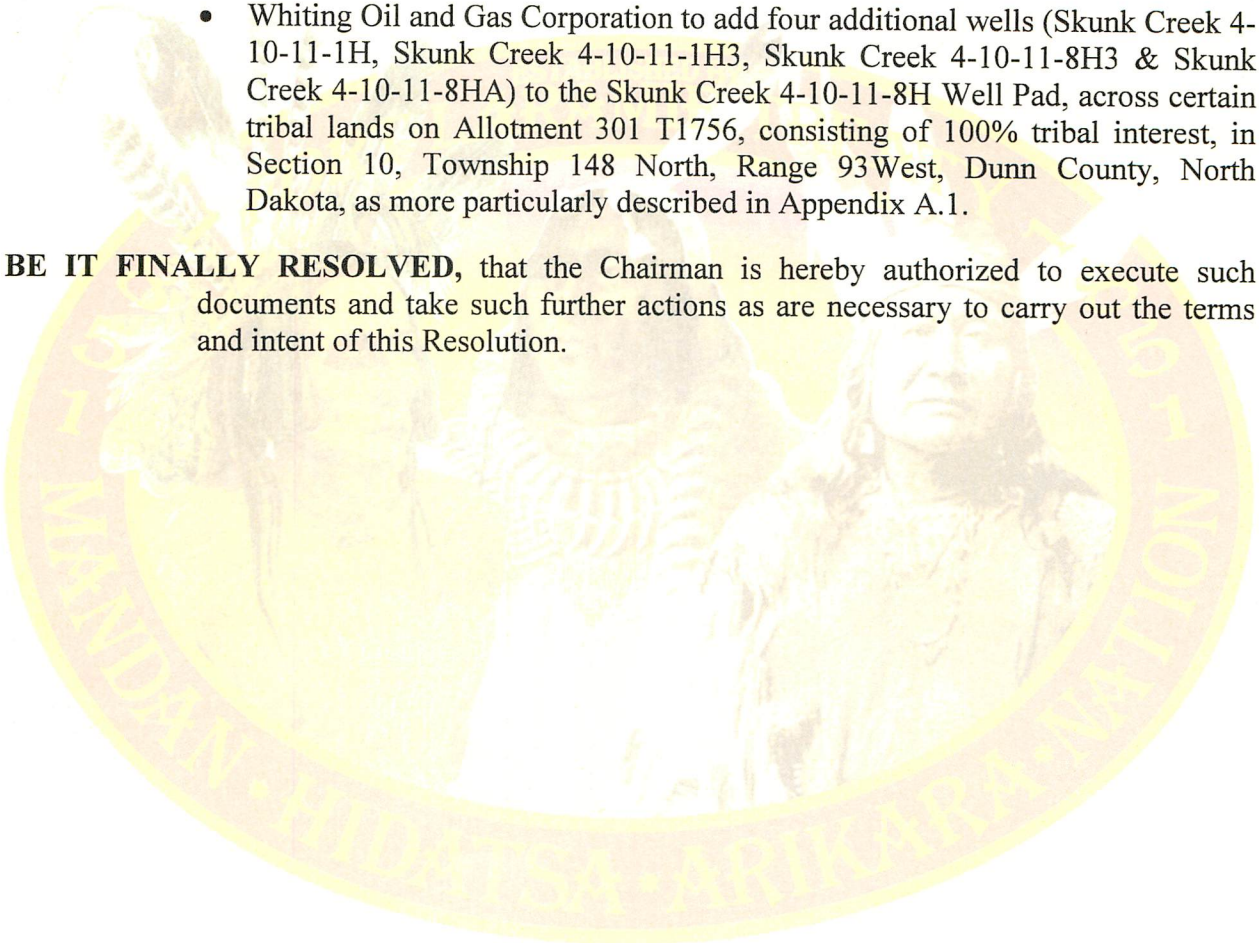 • Whiting Oil and Gas Corporation to add four additional wells (Skunk Creek 4-
10-11-1H, Skunk Creek 4-10-11-1H3, Skunk Creek 4-10-11-8H3 & Skunk
Creek 4-10-11-8HA) to the Skunk Creek 4-10-11-8H Well Pad, across certain
tribal lands on Allotment 301 T1756, consisting of 100% tribal interest, in
Section 10, Township 148 North, Range 93West, Dunn County, North
Dakota, as more particularly described in Appendix A.1.
BE IT FINALLY RESOLVED, that the Chairman is hereby authorized to execute such
documents and take such further actions as are necessary to carry out the terms
and intent of this Resolution.
MANDAN · HIDATSA · ARIKARA · NATION